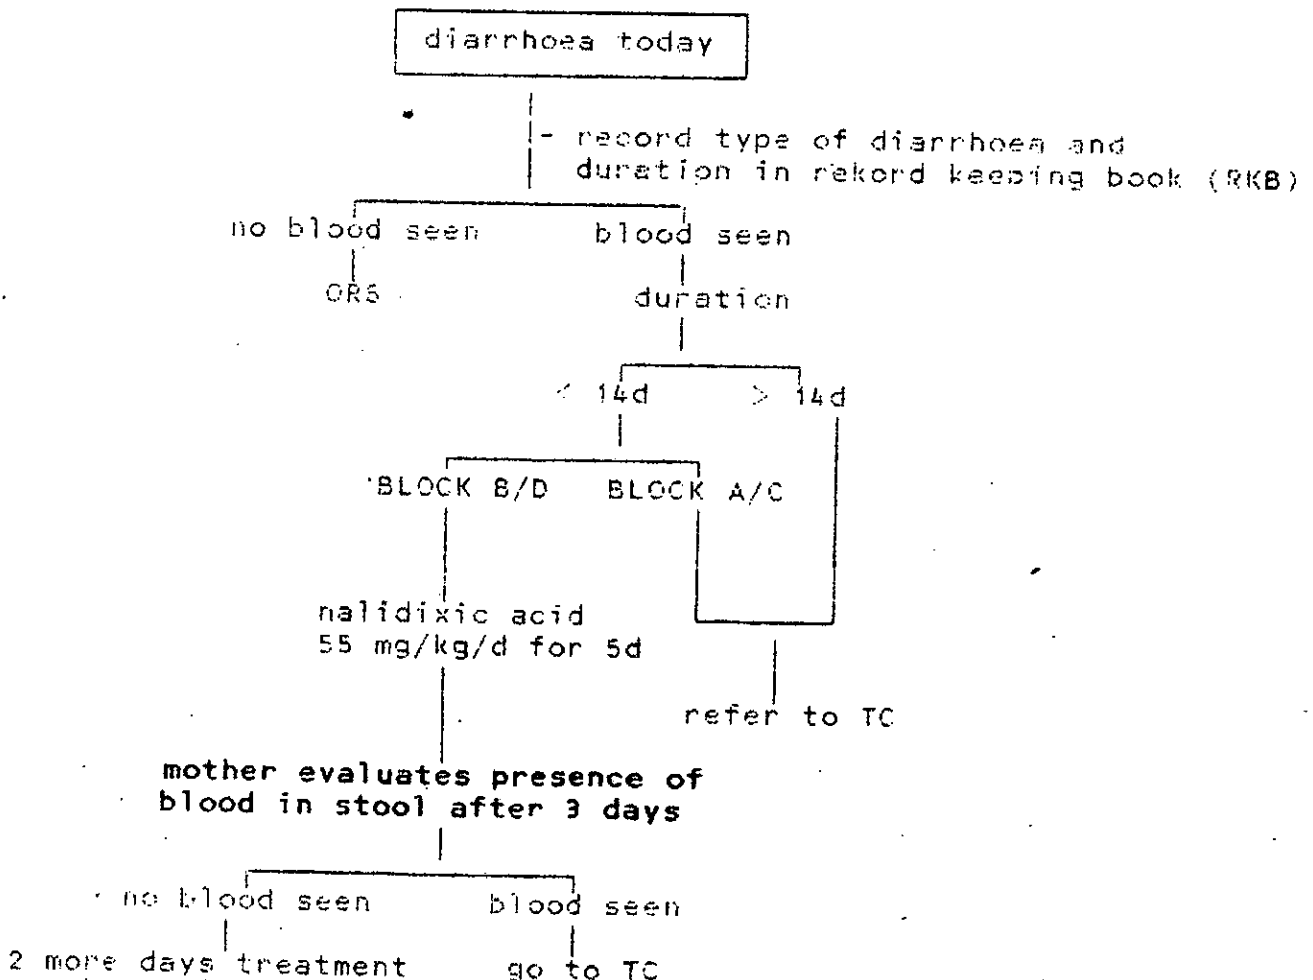 diarrhoea today
- record type of diarrhoea and
duration in rekord keeping book (RKB)
no blood seen blood seen
ORS duration
< 14d > 14d
BLOCK B/D BLOCK A/C
nalidixic acid
55 mg/kg/d for 5d
refer to TC
mother evaluates presence of
blood in stool after 3 days
no blood seen blood seen
2 more days treatment go to TC